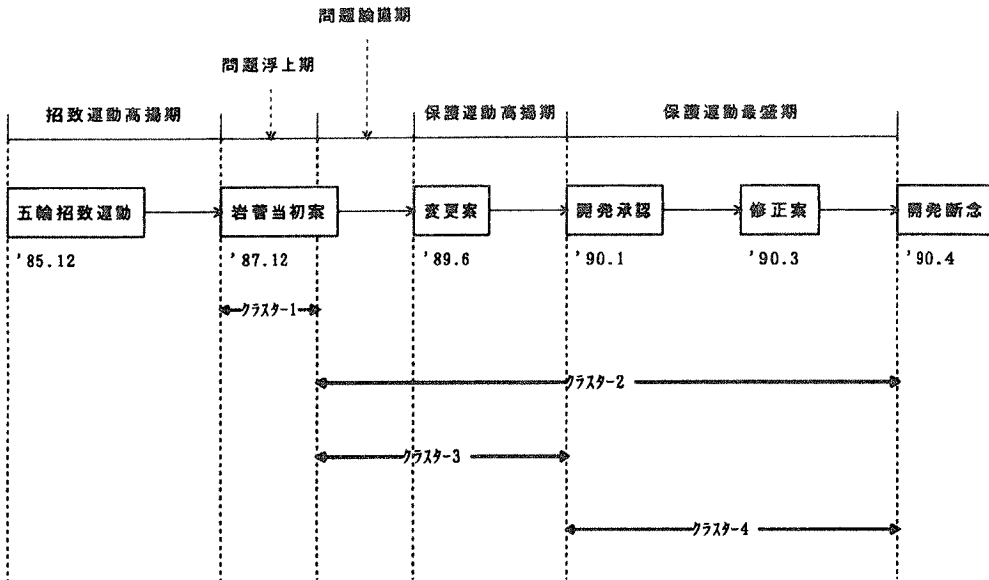 問題論議期
問題浮上期
招致運動高揚期
保護運動高揚期
保護運動最盛期
五輪招致運動
岩菅当初案
変更案
開発承認
修正案
開発断念
'85.12
'87.12
'89.6
'90.1
'90.3
'90.4
クラスター1
クラスター2
クラスター3
クラスター4